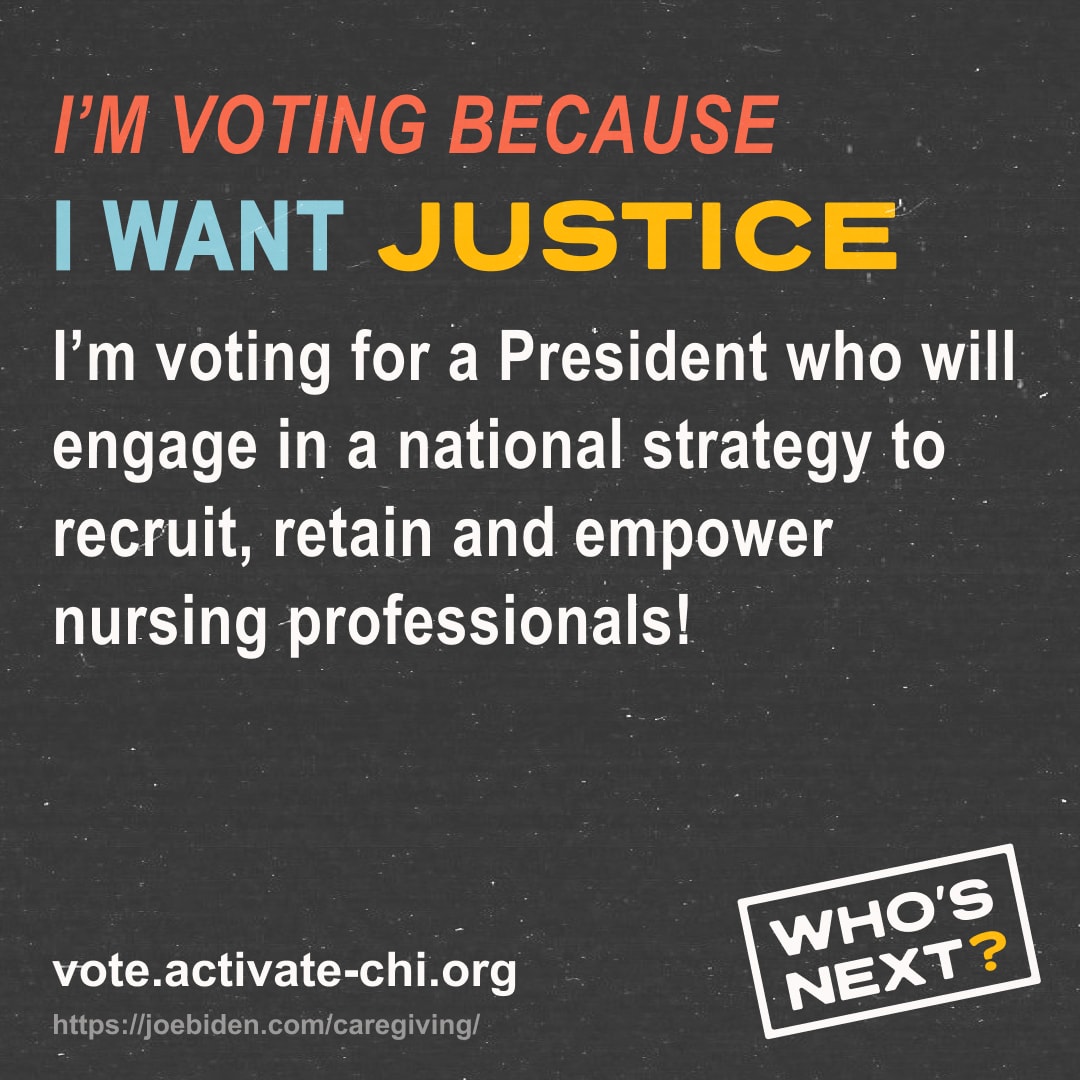 I’M VOTING BECAUSE
I WANT JUSTICE
I’m voting for a President who will
engage in a national strategy to
recruit, retain and empower
nursing professionals!
WHO’S
NEXT?
vote.activate-chi.org
https://joebiden.com/caregiving/